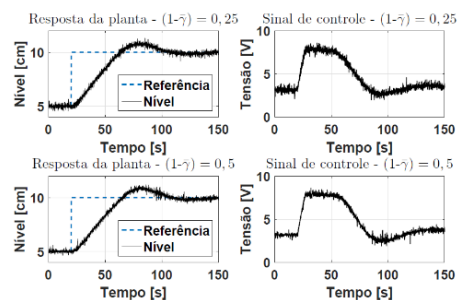 Resposta da planta - (1-γ̄) = 0,25
Nível [cm]
10
5
0 50 100 150
Tempo [s]
Referência
Nível
Sinal de controle - (1-γ̄) = 0,25
Tensão [V]
10
5
0
0 50 100 150
Tempo [s]
Resposta da planta - (1-γ̄) = 0,5
Nível [cm]
10
5
0 50 100 150
Tempo [s]
Referência
Nível
Sinal de controle - (1-γ̄) = 0,5
Tensão [V]
10
5
0
0 50 100 150
Tempo [s]